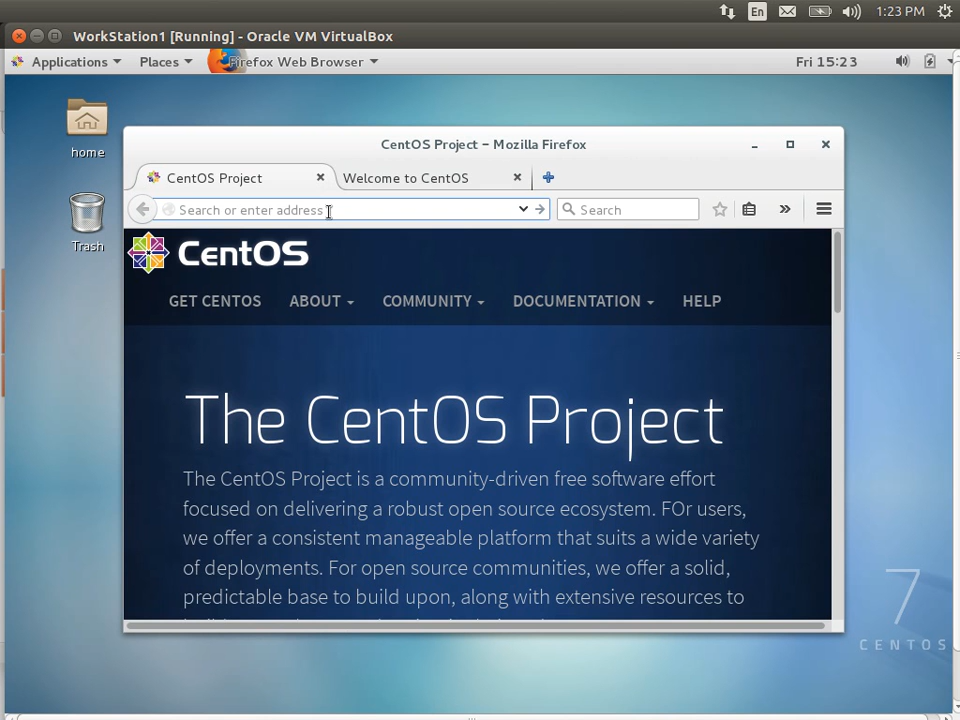 En
1:23 PM
WorkStation1 [Running] - Oracle VM VirtualBox
Applications
Places
Firefox Web Browser
Fri 15:23
home
Trash
CentOS Project - Mozilla Firefox
CentOS Project
Welcome to CentOS
Search or enter address
Search
CentOS
GET CENTOS ABOUT COMMUNITY DOCUMENTATION HELP
The CentOS Project
The CentOS Project is a community-driven free software effort
focused on delivering a robust open source ecosystem. FOr users,
we offer a consistent manageable platform that suits a wide variety
of deployments. For open source communities, we offer a solid,
predictable base to build upon, along with extensive resources to
7
CENTOS